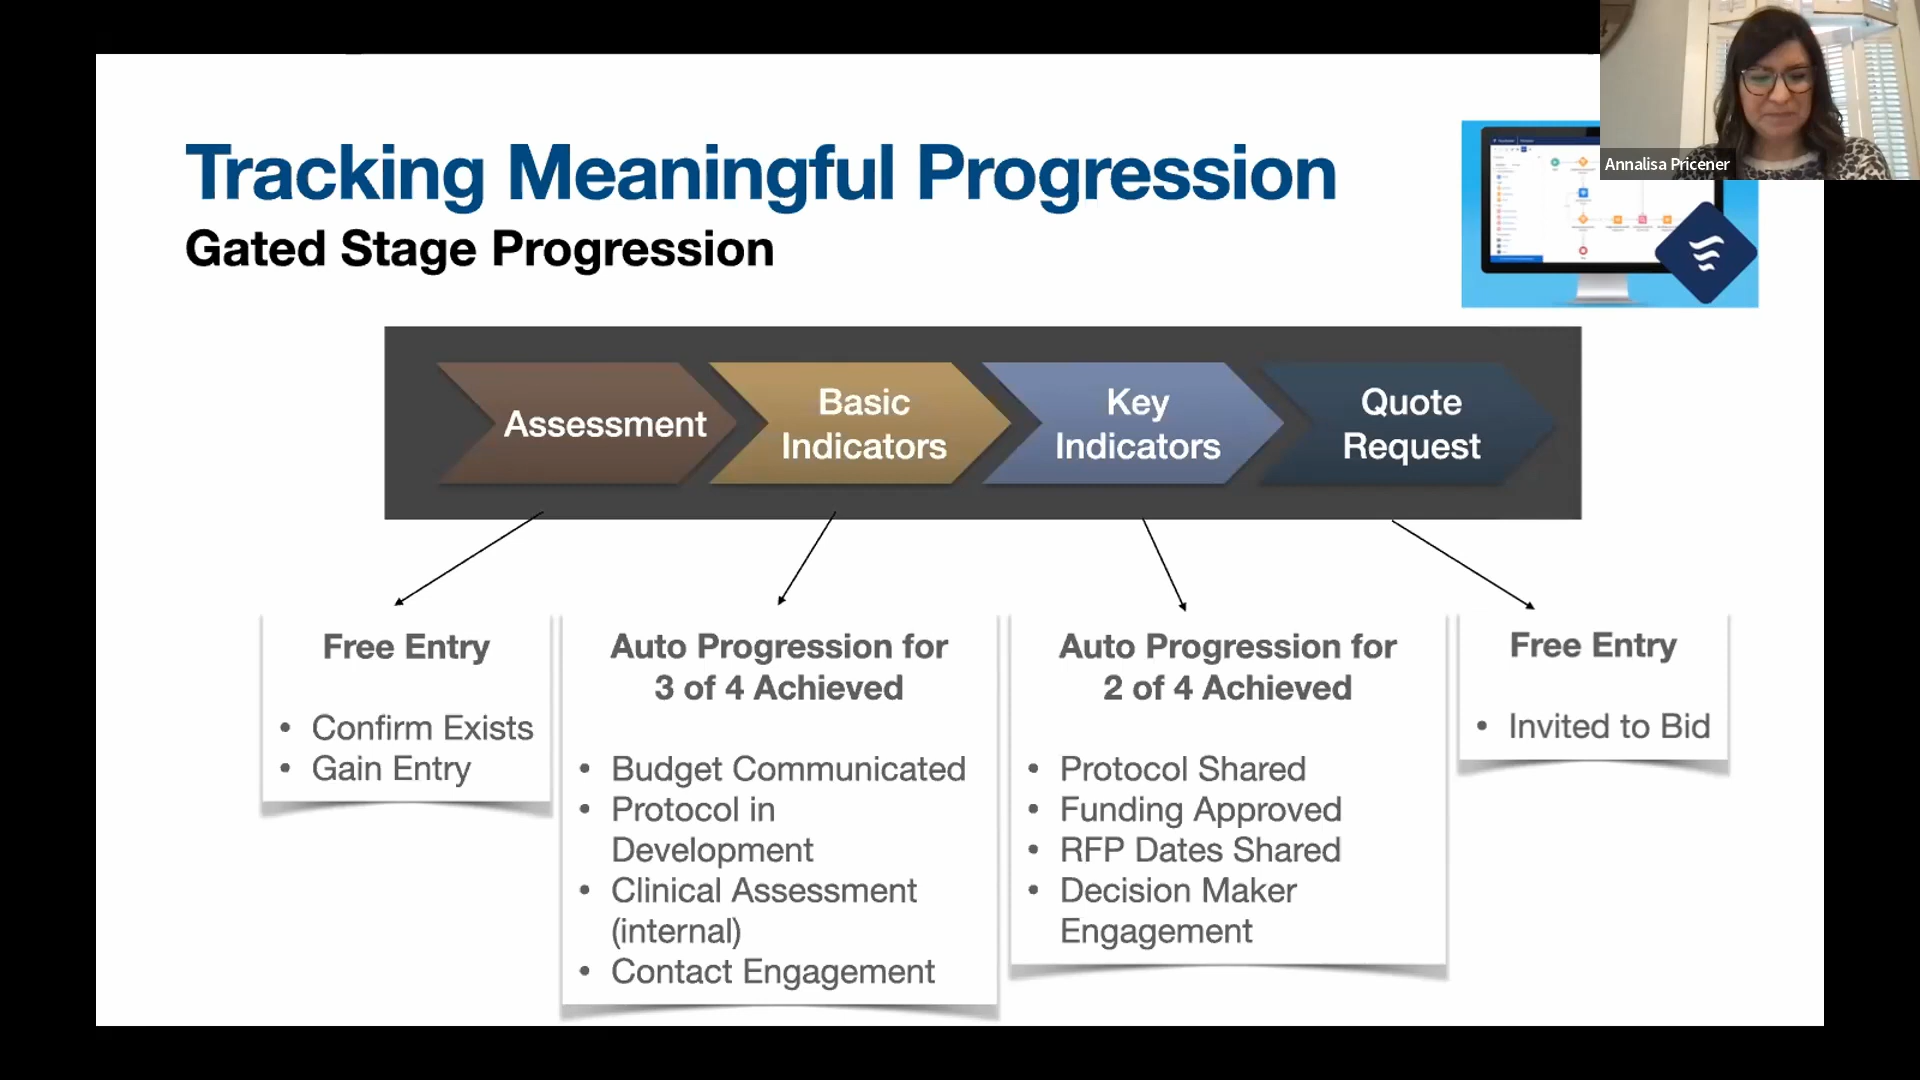 Annalisa Pricener
Tracking Meaningful Progression
Gated Stage Progression
Assessment
Basic
Indicators
Key
Indicators
Quote
Request
Free Entry
• Confirm Exists
• Gain Entry
Auto Progression for
3 of 4 Achieved
• Budget Communicated
• Protocol in
Development
• Clinical Assessment
(internal)
• Contact Engagement
Auto Progression for
2 of 4 Achieved
• Protocol Shared
• Funding Approved
• RFP Dates Shared
• Decision Maker
Engagement
Free Entry
• Invited to Bid